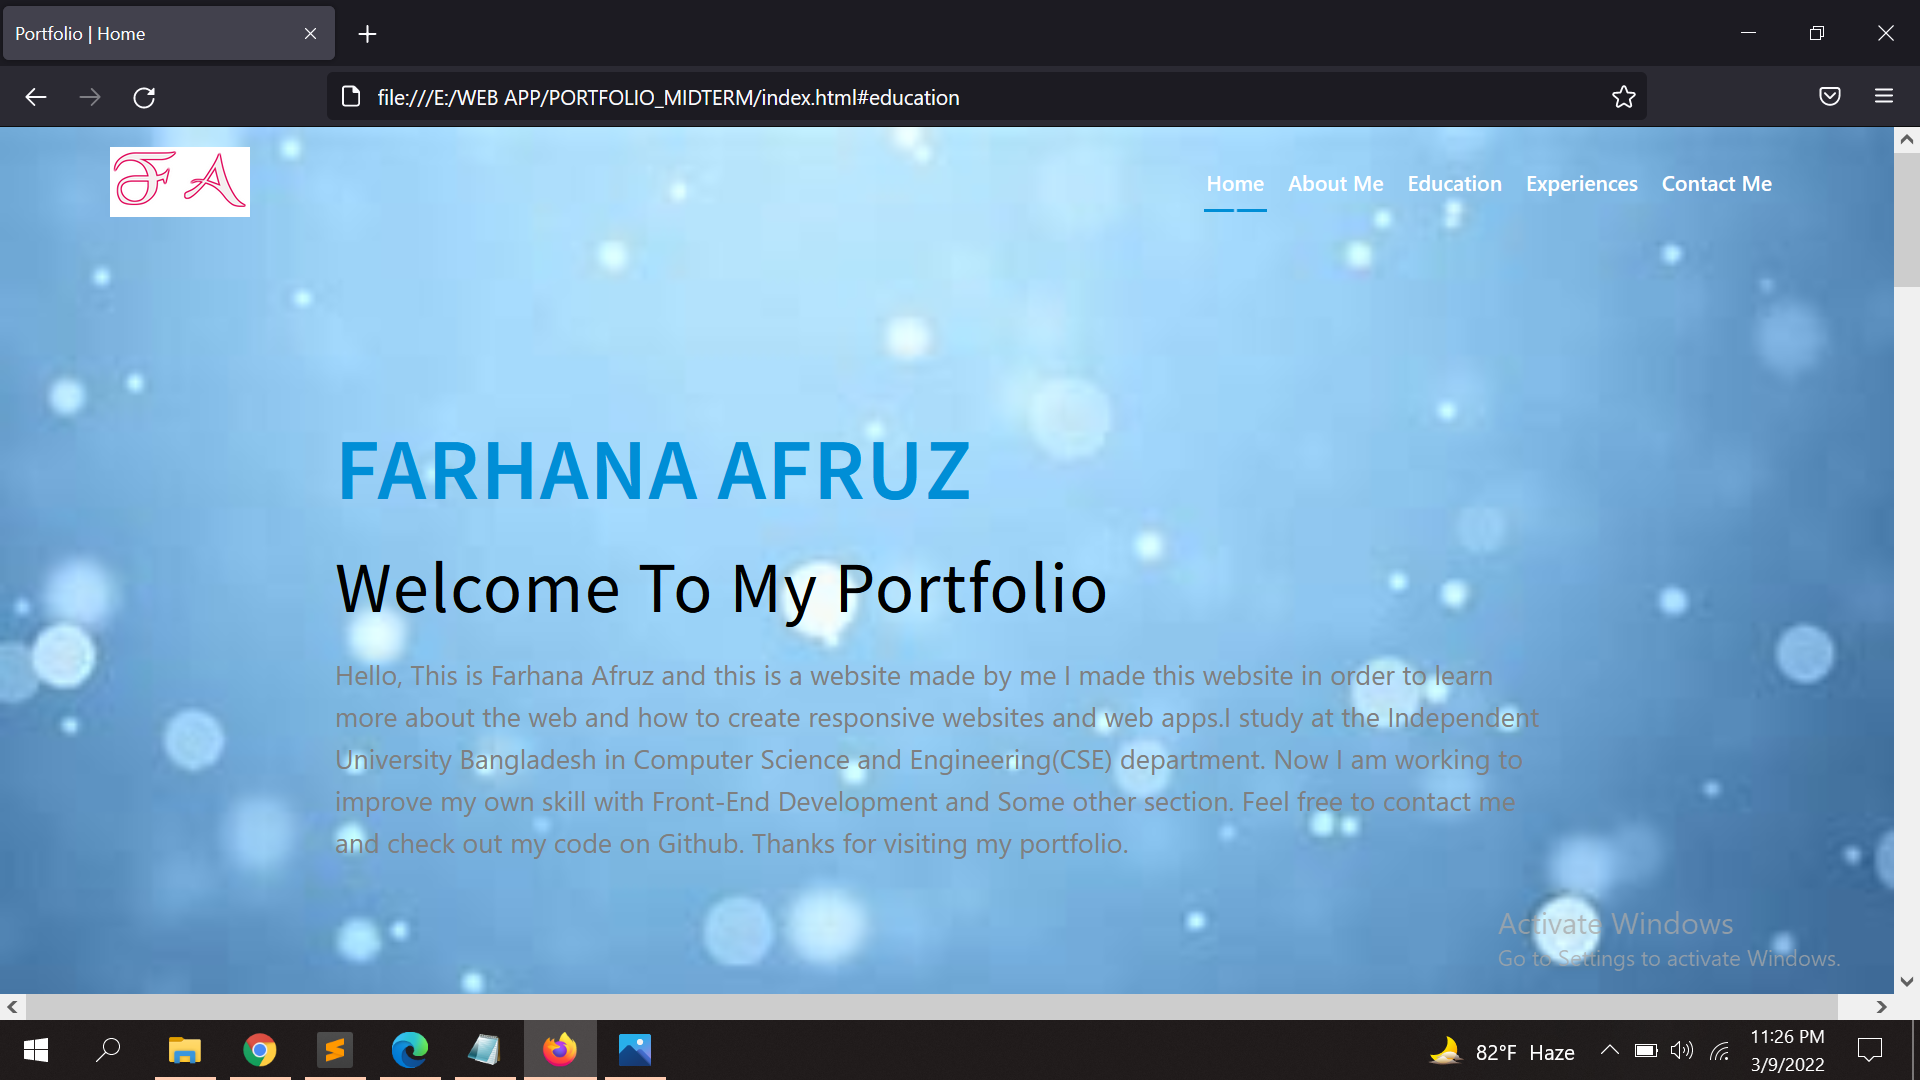 Portfolio | Home
file:///E:/WEB APP/PORTFOLIO_MIDTERM/index.html#education
F A
Home About Me Education Experiences Contact Me
FARHANA AFRUZ
Welcome To My Portfolio
Hello, This is Farhana Afruz and this is a website made by me I made this website in order to learn
more about the web and how to create responsive websites and web apps.I study at the Independent
University Bangladesh in Computer Science and Engineering(CSE) department. Now I am working to
improve my own skill with Front-End Development and Some other section. Feel free to contact me
and check out my code on Github. Thanks for visiting my portfolio.
Activate Windows
Go to Settings to activate Windows.
82°F Haze
11:26 PM
3/9/2022